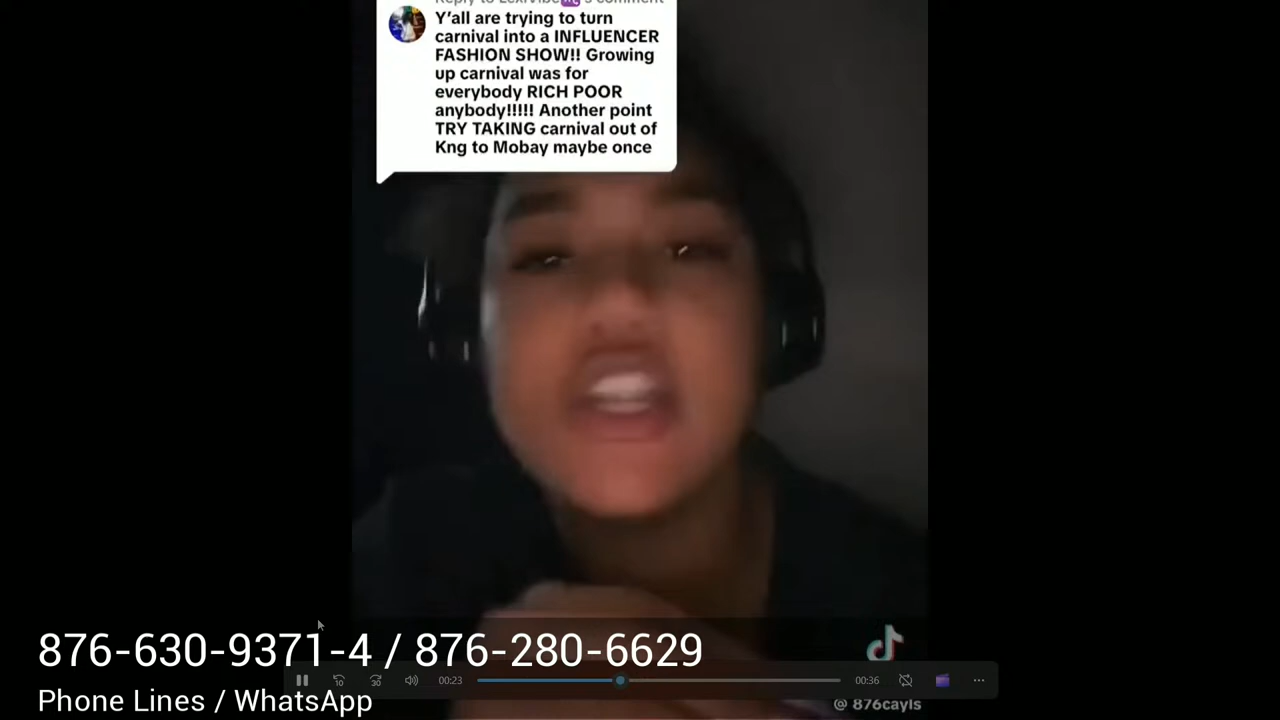 Y'all are trying to turn
carnival into a INFLUENCER
FASHION SHOW!! Growing
up carnival was for
everybody RICH POOR
anybody!!!!! Another point
TRY TAKING carnival out of
Kng to Mobay maybe once
876-630-9371-4 / 876-280-6629
10
30
00:23
00:36
Phone Lines / WhatsApp
@ 876cayls